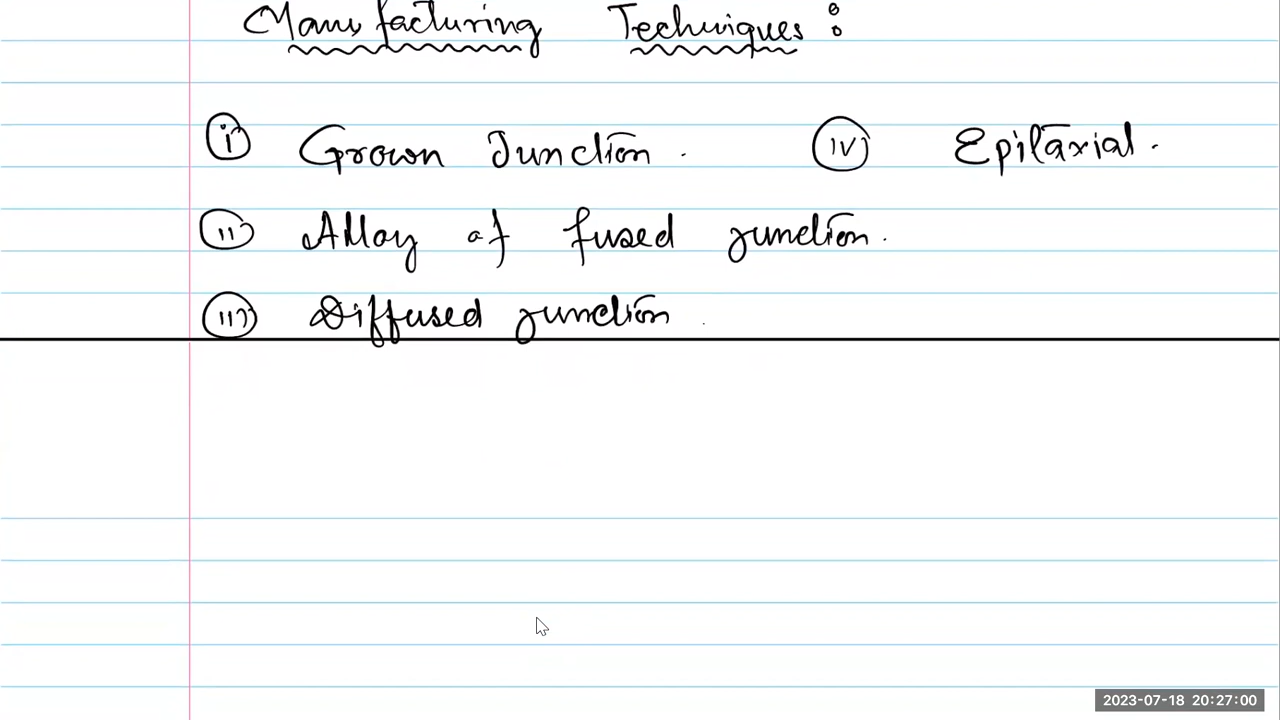 Manufacturing Techniques :
(i) Grown Junction. (iv) Epitaxial.
(ii) Alloy of fused junction.
(iii) Diffused junction.
2023-07-18 20:27:00